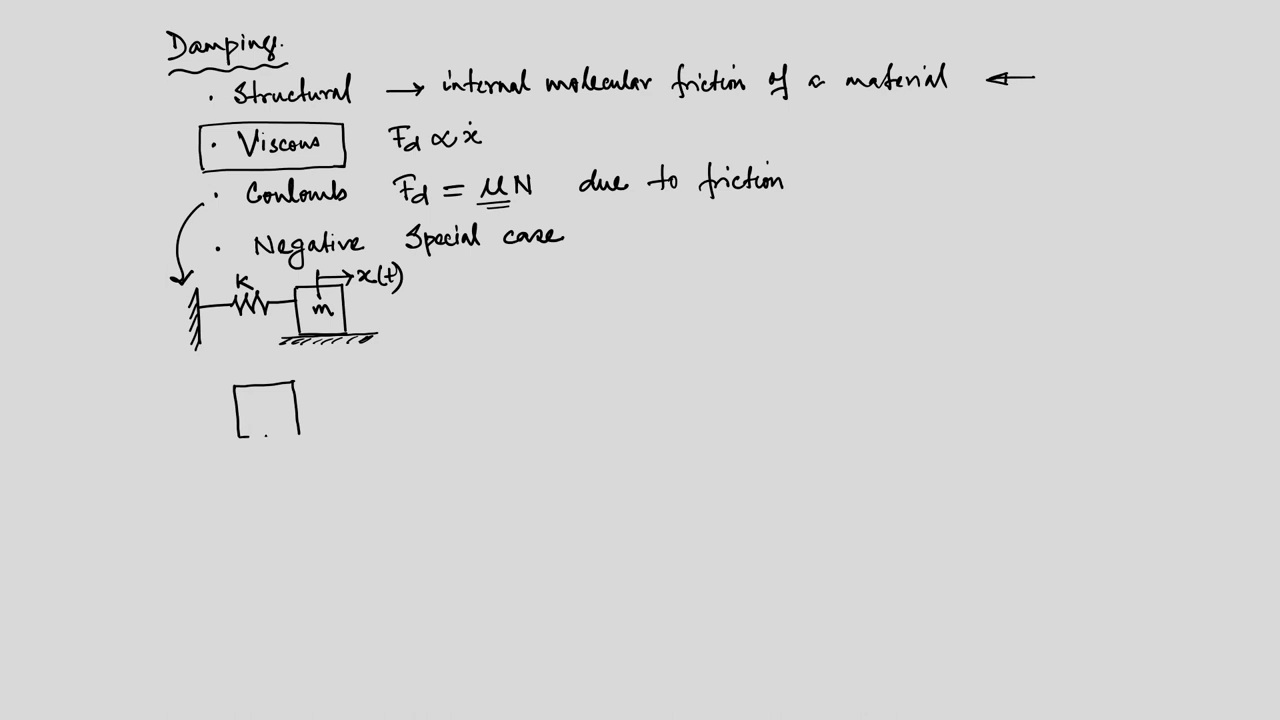 Damping.
· Structural → internal molecular friction of a material ←
· Viscous Fd ∝ ẋ
· Coulomb Fd = μN due to friction
· Negative Special case
K
x(t)
m